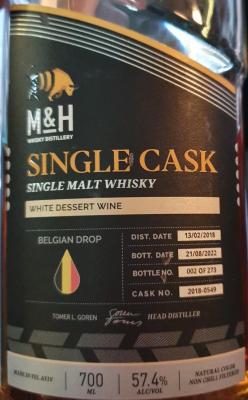 M&H
WHISKY DISTILLERY
SINGLE CASK
SINGLE MALT WHISKY
WHITE DESSERT WINE
BELGIAN DROP
DIST. DATE 13/02/2018
BOTT. DATE 21/08/2022
BOTTLE NO. 002 OF 273
CASK NO. 2018-0549
TOMER L. GOREN
HEAD DISTILLER
MADE IN TEL AVIV
700
ML
57.4%
ALC/VOL
NATURAL COLOR
NON CHILL FILTERED